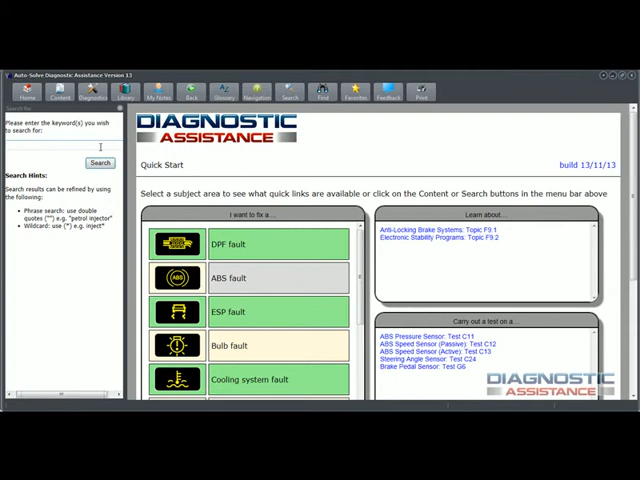 Auto-Solve Diagnostic Assistance Version 13
Home
Content
Diagnostics
Library
My Notes
Back
Glossary
Navigation
Search
Find
Favorites
Feedback
Print
Search for:
Please enter the keyword(s) you wish
to search for:
Search
Search Hints:
Search results can be refined by using
the following:
• Phrase search: use double
quotes ("") e.g. "petrol injector"
• Wildcard: use (*) e.g. inject*
DIAGNOSTIC
ASSISTANCE
Quick Start
build 13/11/13
Select a subject area to see what quick links are available or click on the Content or Search buttons in the menu bar above
I want to fix a...
DPF fault
ABS
ABS fault
ESP fault
Bulb fault
Cooling system fault
Learn about...
Anti-Locking Brake Systems: Topic F9.1
Electronic Stability Programs: Topic F9.2
Carry out a test on a...
ABS Pressure Sensor: Test C11
ABS Speed Sensor (Passive): Test C12
ABS Speed Sensor (Active): Test C13
Steering Angle Sensor: Test C24
Brake Pedal Sensor: Test G6
DIAGNOSTIC
ASSISTANCE